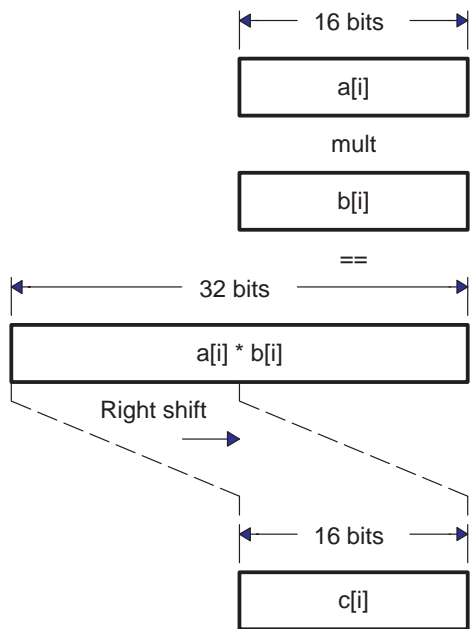 16 bits
a[i]
mult
b[i]
==
32 bits
a[i] * b[i]
Right shift
16 bits
c[i]